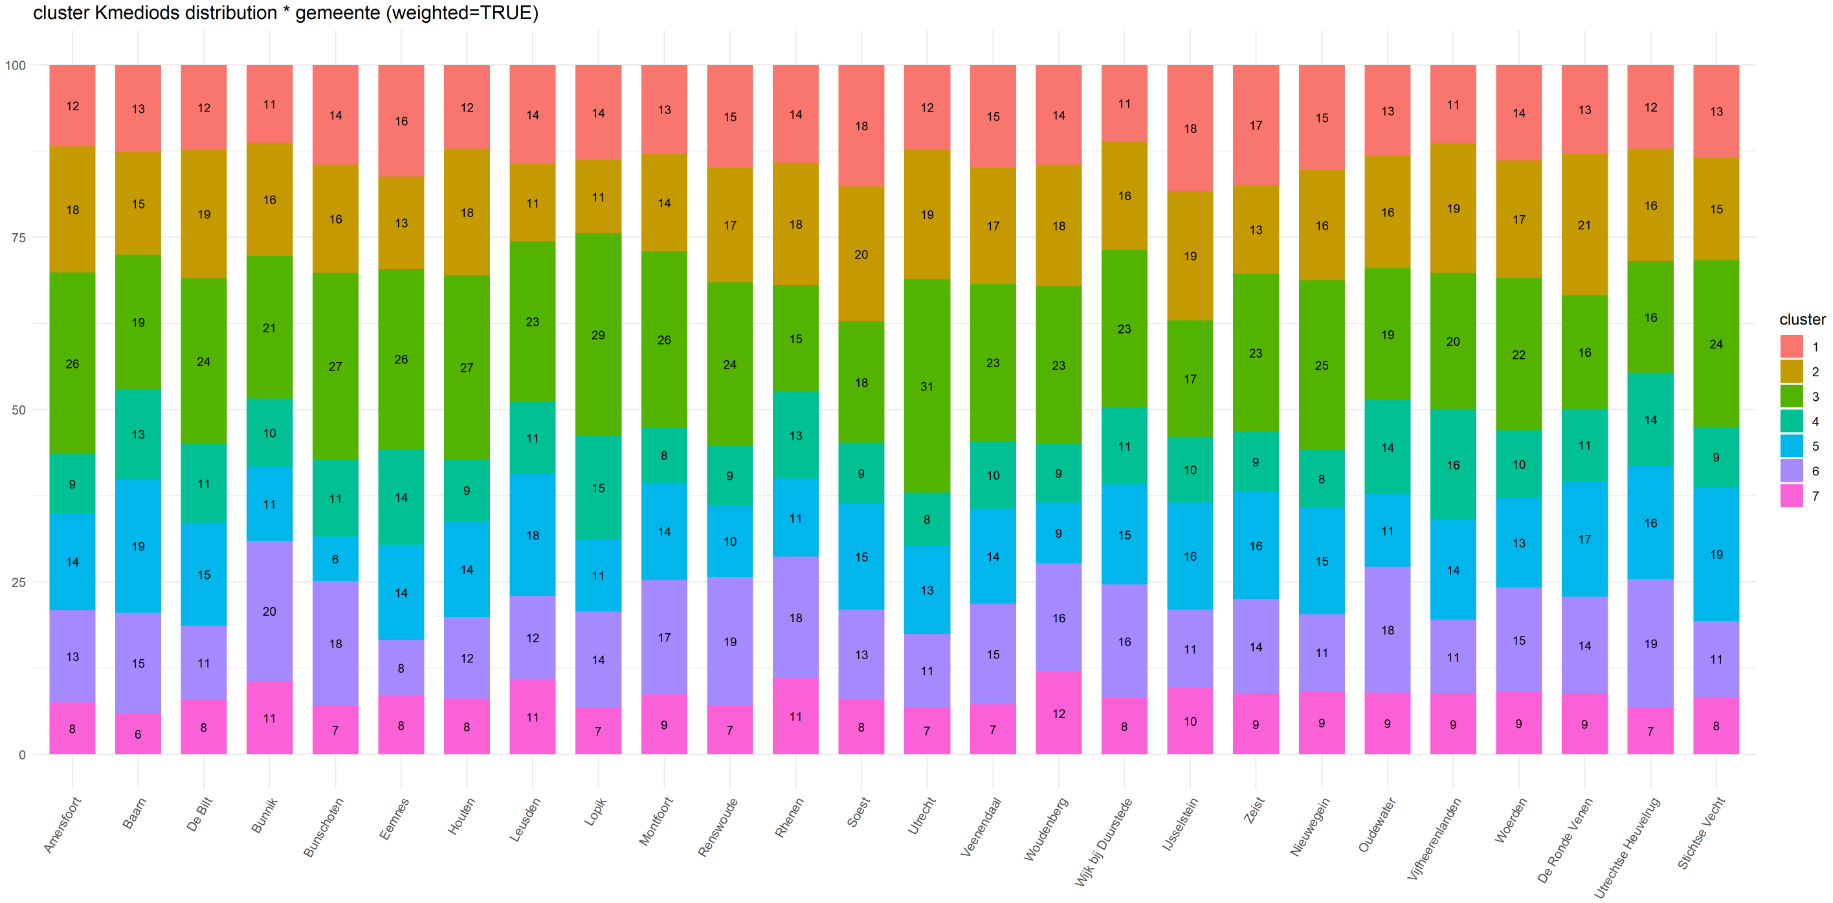 cluster Kmediods distribution * gemeente (weighted=TRUE)
100
75
50
25
0
12 13 12 11 14 16 12 14 14 13 15 14 18 12 15 14 11 18 17 15 13 11 14 13 12 13
18 15 19 16 16 13 18 11 11 14 17 18 20 19 17 18 16 19 13 16 16 19 17 21 16 15
26 19 24 21 27 26 27 23 29 26 24 15 18 31 23 23 23 17 23 25 19 20 22 16 16 24
9 13 11 10 11 14 9 11 15 8 9 13 9 8 10 9 11 10 9 8 14 16 10 11 14 9
14 19 15 11 6 14 14 18 11 14 10 11 15 13 14 9 15 16 16 15 11 14 13 17 16 19
13 15 11 20 18 8 12 12 14 17 19 18 13 11 15 16 16 11 14 11 18 11 15 14 19 11
8 6 8 11 7 8 8 11 7 9 7 11 8 7 7 12 8 10 9 9 9 9 9 9 7 8
Amersfoort
Baarn
De Bilt
Bunnik
Bunschoten
Eemnes
Houten
Leusden
Lopik
Montfoort
Renswoude
Rhenen
Soest
Utrecht
Veenendaal
Woudenberg
Wijk bij Duurstede
IJsselstein
Zeist
Nieuwegein
Oudewater
Vijfheerenlanden
Woerden
De Ronde Venen
Utrechtse Heuvelrug
Stichtse Vecht
cluster
1
2
3
4
5
6
7